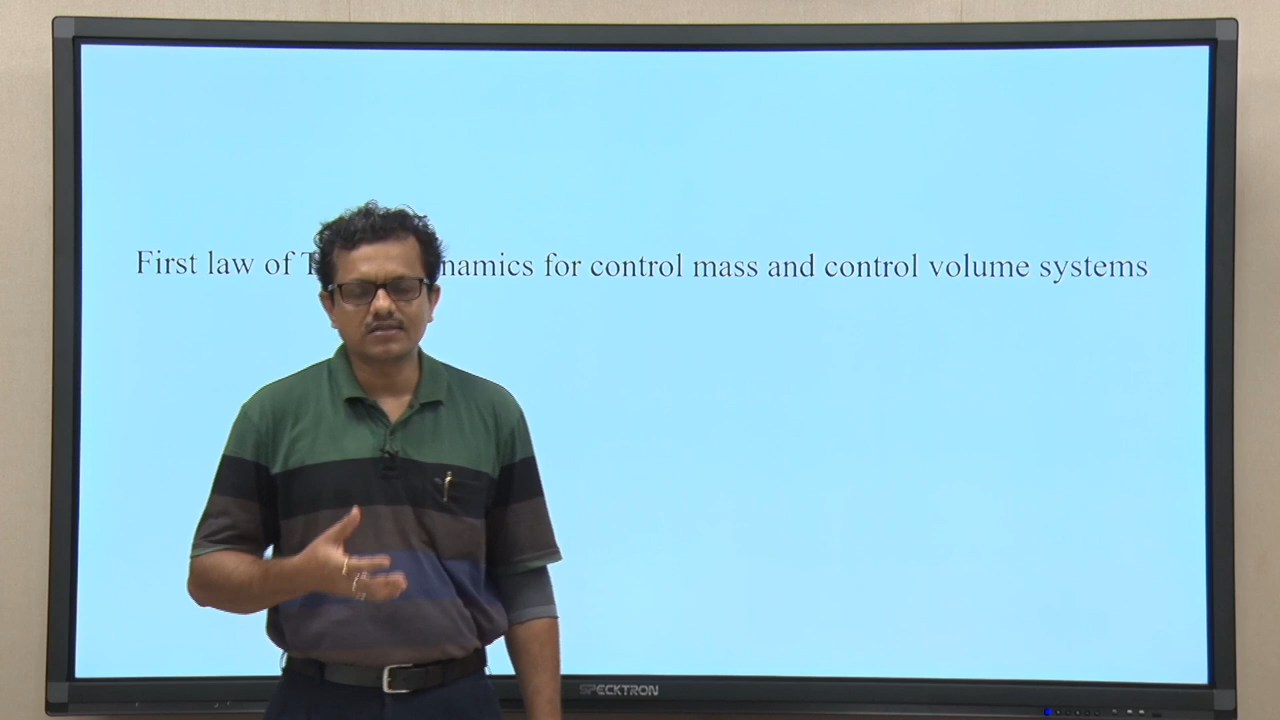 First law of namics for control mass and control volume systems
SPECKTRON